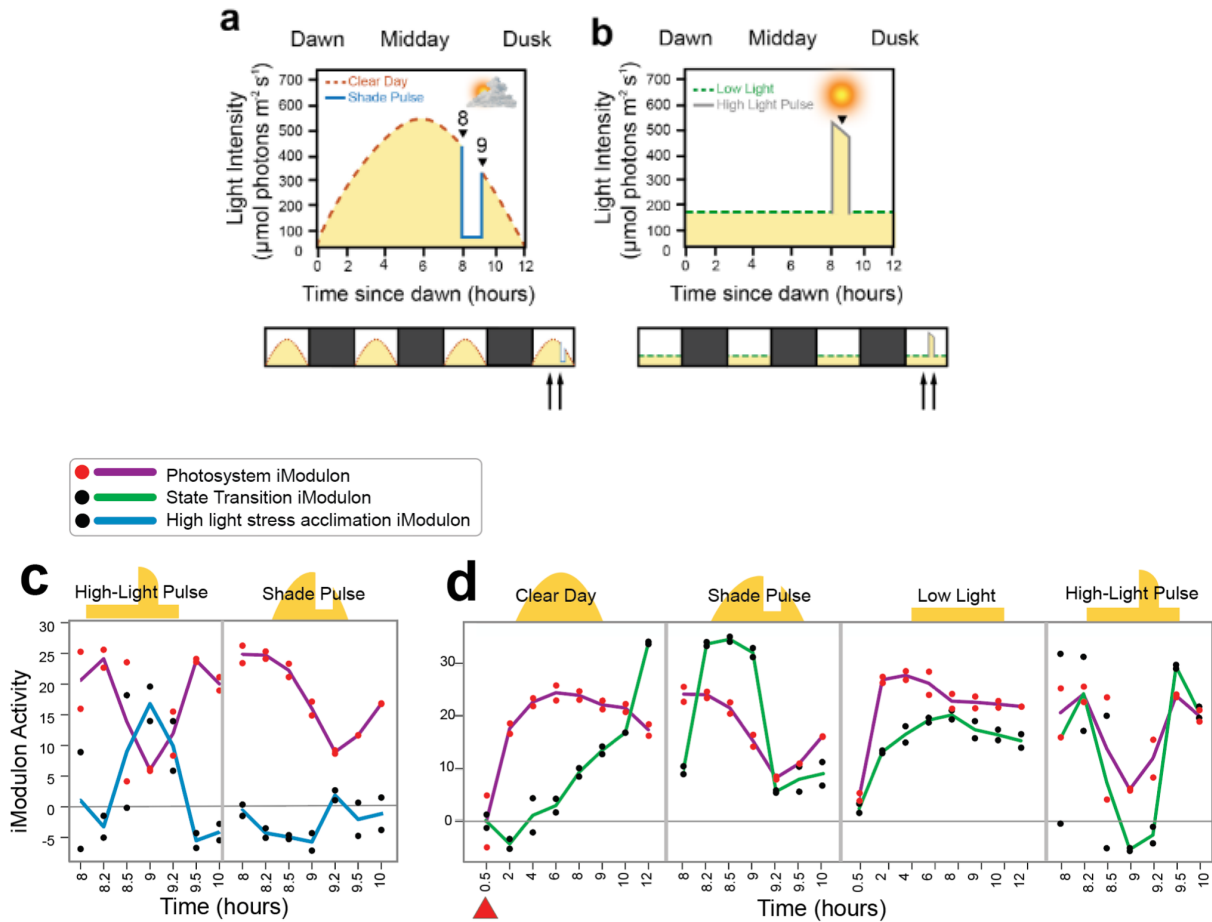 a
Dawn Midday Dusk
Light Intensity
(μmol photons m⁻² s⁻¹)
700
600
500
400
300
200
100
0
Clear Day
Shade Pulse
8
9
0 2 4 6 8 10 12
Time since dawn (hours)
b
Dawn Midday Dusk
Light Intensity
(μmol photons m⁻² s⁻¹)
700
600
500
400
300
200
100
0
Low Light
High Light Pulse
0 2 4 6 8 10 12
Time since dawn (hours)
Photosystem iModulon
State Transition iModulon
High light stress acclimation iModulon
c
High-Light Pulse
Shade Pulse
iModulon Activity
30
25
20
15
10
5
0
-5
8 8.2 8.5 9 9.2 9.5 10
8 8.2 8.5 9 9.2 9.5 10
Time (hours)
d
Clear Day
Shade Pulse
Low Light
High-Light Pulse
30
20
10
0
0.5 2 4 6 8 9 10 12
8 8.2 8.5 9 9.2 9.5 10
0.5 2 4 6 8 9 10 12
8 8.2 8.5 9 9.2 9.5 10
Time (hours)